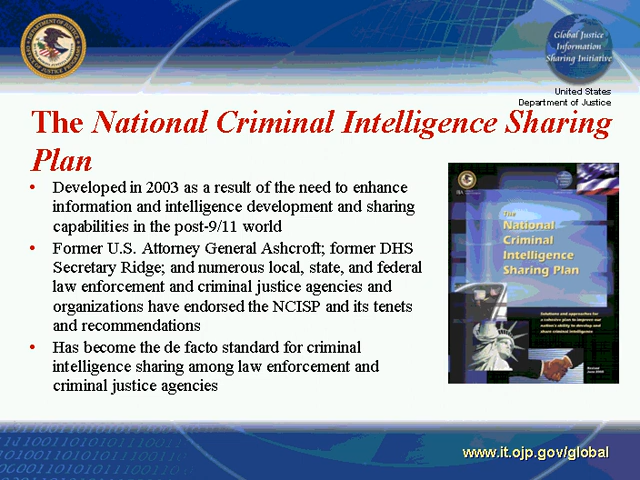 Global Justice
Information
Sharing Initiative
United States
Department of Justice
The National Criminal Intelligence Sharing
Plan
• Developed in 2003 as a result of the need to enhance
information and intelligence development and sharing
capabilities in the post-9/11 world
• Former U.S. Attorney General Ashcroft; former DHS
Secretary Ridge; and numerous local, state, and federal
law enforcement and criminal justice agencies and
organizations have endorsed the NCISP and its tenets
and recommendations
• Has become the de facto standard for criminal
intelligence sharing among law enforcement and
criminal justice agencies
The
National
Criminal
Intelligence
Sharing Plan
Solutions and approaches for
a cohesive plan to improve our
nation's ability to develop and
share criminal intelligence
Revised
June 2005
www.it.ojp.gov/global